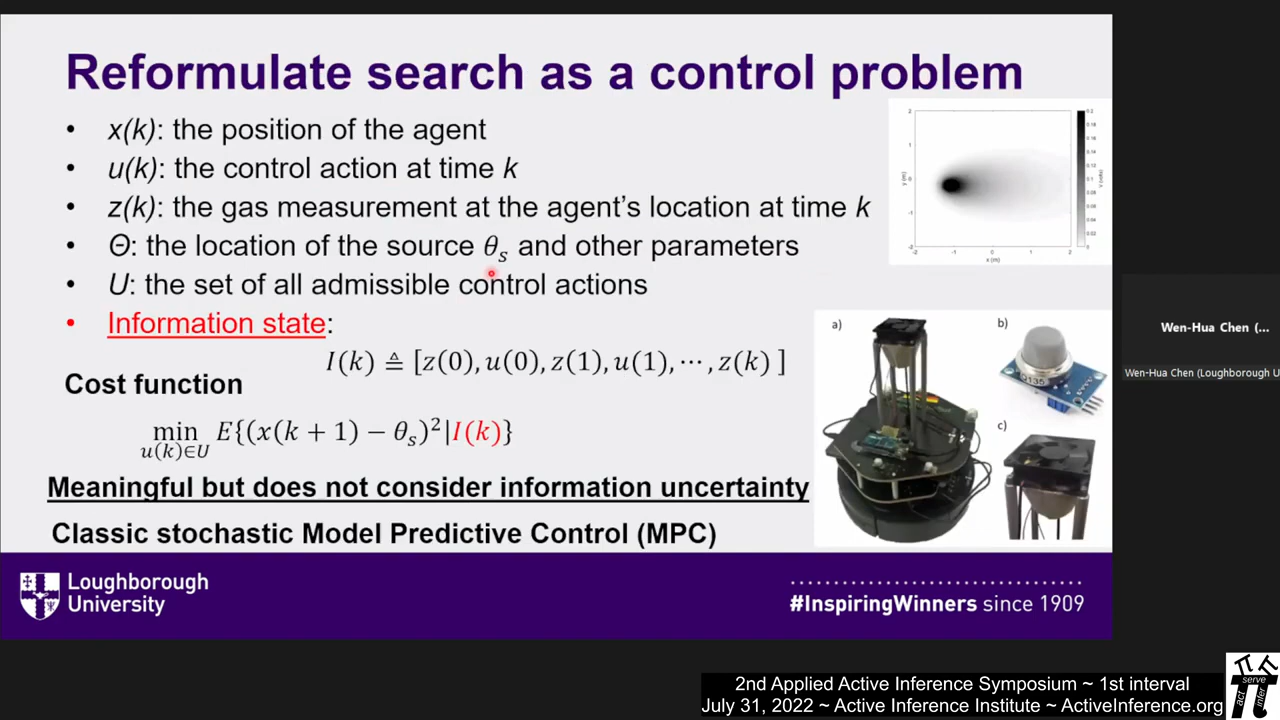 Reformulate search as a control problem
• x(k): the position of the agent
• u(k): the control action at time k
• z(k): the gas measurement at the agent's location at time k
• Θ: the location of the source θₛ and other parameters
• U: the set of all admissible control actions
• Information state:
I(k) ≜ [z(0), u(0), z(1), u(1), ⋯, z(k) ]
Cost function
min E{(x(k + 1) − θₛ)²|I(k)}
u(k)∈U
Meaningful but does not consider information uncertainty
Classic stochastic Model Predictive Control (MPC)
a)
b)
c)
x (m)
Loughborough
University
#InspiringWinners since 1909
Wen-Hua Chen (...
Wen-Hua Chen (Loughborough U
2nd Applied Active Inference Symposium ~ 1st interval
July 31, 2022 ~ Active Inference Institute ~ ActiveInference.org
act
serve
infer